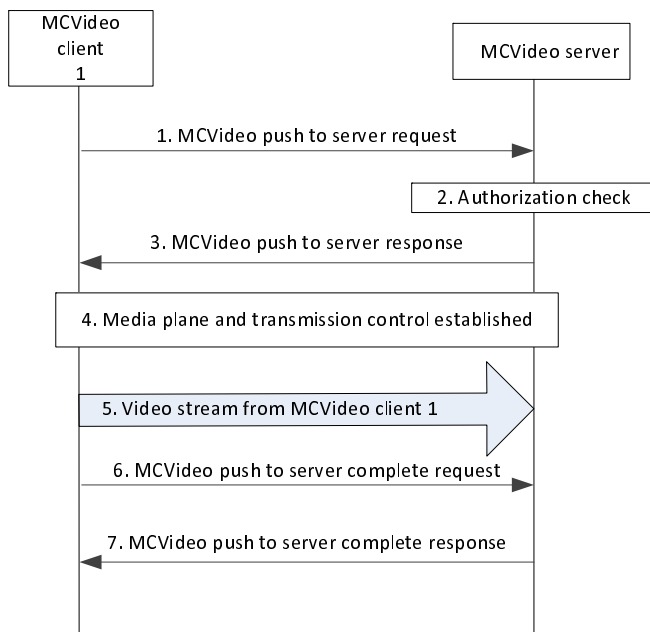 MCVideo
client
1
MCVideo server
1. MCVideo push to server request
2. Authorization check
3. MCVideo push to server response
4. Media plane and transmission control established
5. Video stream from MCVideo client 1
6. MCVideo push to server complete request
7. MCVideo push to server complete response